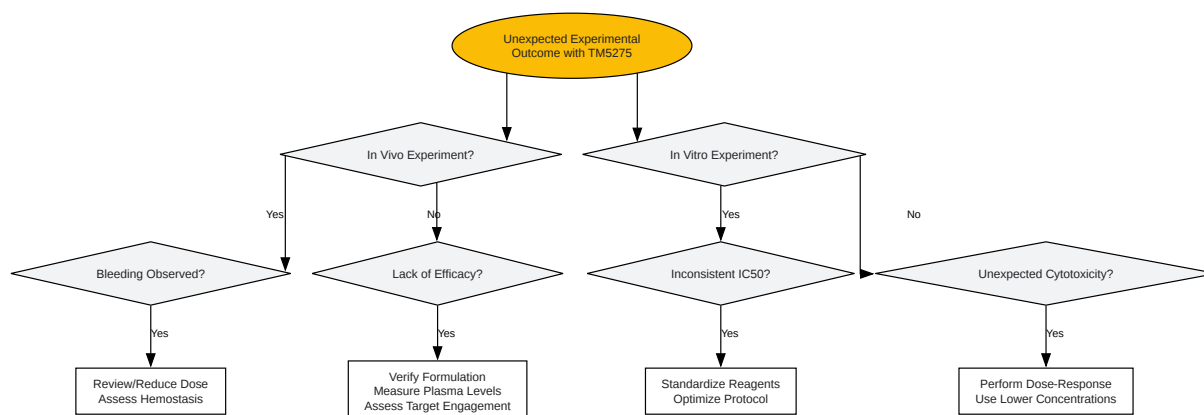 Unexpected Experimental
Outcome with TM5275
In Vivo Experiment?
In Vitro Experiment?
Yes
No
Yes
No
Bleeding Observed?
Lack of Efficacy?
Inconsistent IC50?
Unexpected Cytotoxicity?
Yes
Yes
Yes
Yes
Review/Reduce Dose
Assess Hemostasis
Verify Formulation
Measure Plasma Levels
Assess Target Engagement
Standardize Reagents
Optimize Protocol
Perform Dose-Response
Use Lower Concentrations